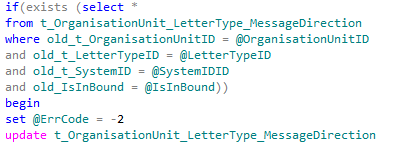 if(exists (select *
from t_OrganisationUnit_LetterType_MessageDirection
where old_t_OrganisationUnitID = @OrganisationUnitID
and old_t_LetterTypeID = @LetterTypeID
and old_t_SystemID = @SystemIDID
and old_IsInBound = @IsInBound))
begin
set @ErrCode = -2
update t_OrganisationUnit_LetterType_MessageDirection